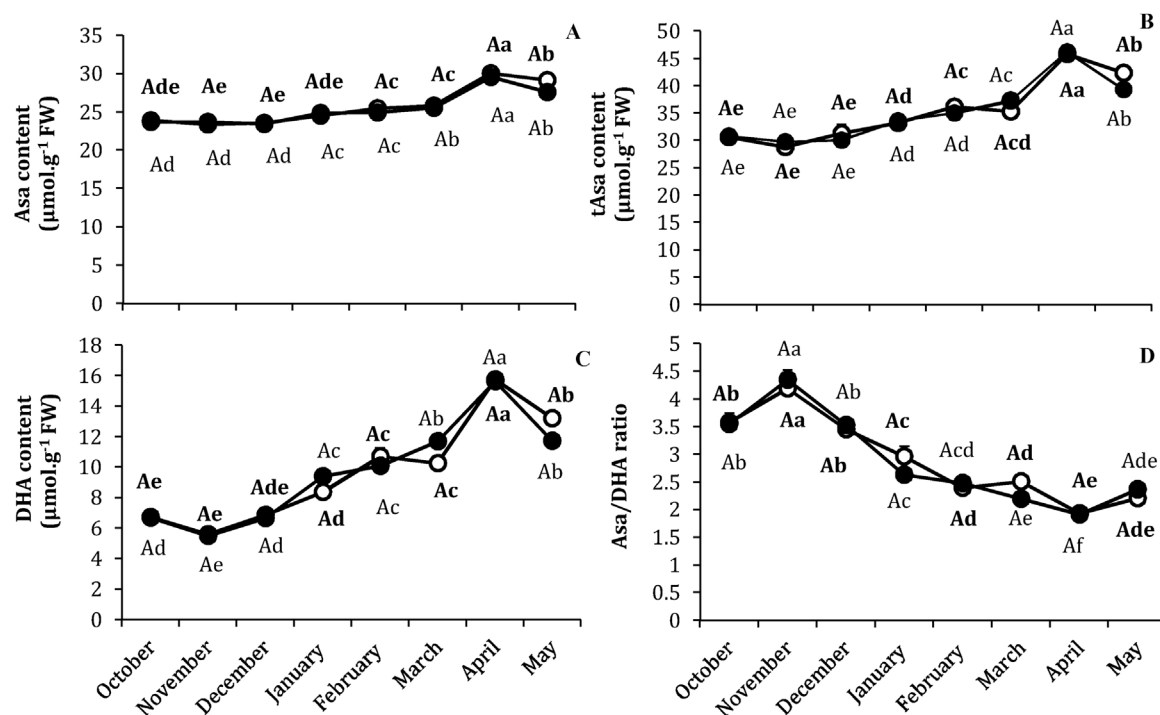 A
Asa content
(µmol.g⁻¹ FW)
35
30
25
20
15
10
5
0
Ade Ae Ae Ade Ac Ac Aa Ab
Ad Ad Ad Ac Ac Ab Aa Ab
B
tAsa content
(µmol.g⁻¹ FW)
50
45
40
35
30
25
20
15
10
5
0
Ae Ae Ae Ad Ac Ac Aa Ab
Ae Ae Ae Ad Ad Acd Aa Ab
C
DHA content
(µmol.g⁻¹ FW)
18
16
14
12
10
8
6
4
2
0
Ae Ae Ade Ac Ac Ab Aa Ab
Ad Ae Ad Ad Ac Ac Aa Ab
October November December January February March April May
D
Asa/DHA ratio
5
4.5
4
3.5
3
2.5
2
1.5
1
0.5
0
Ab Aa Ab Ac Acd Ad Ae Ade
Ab Aa Ab Ac Ad Ae Af Ade
October November December January February March April May